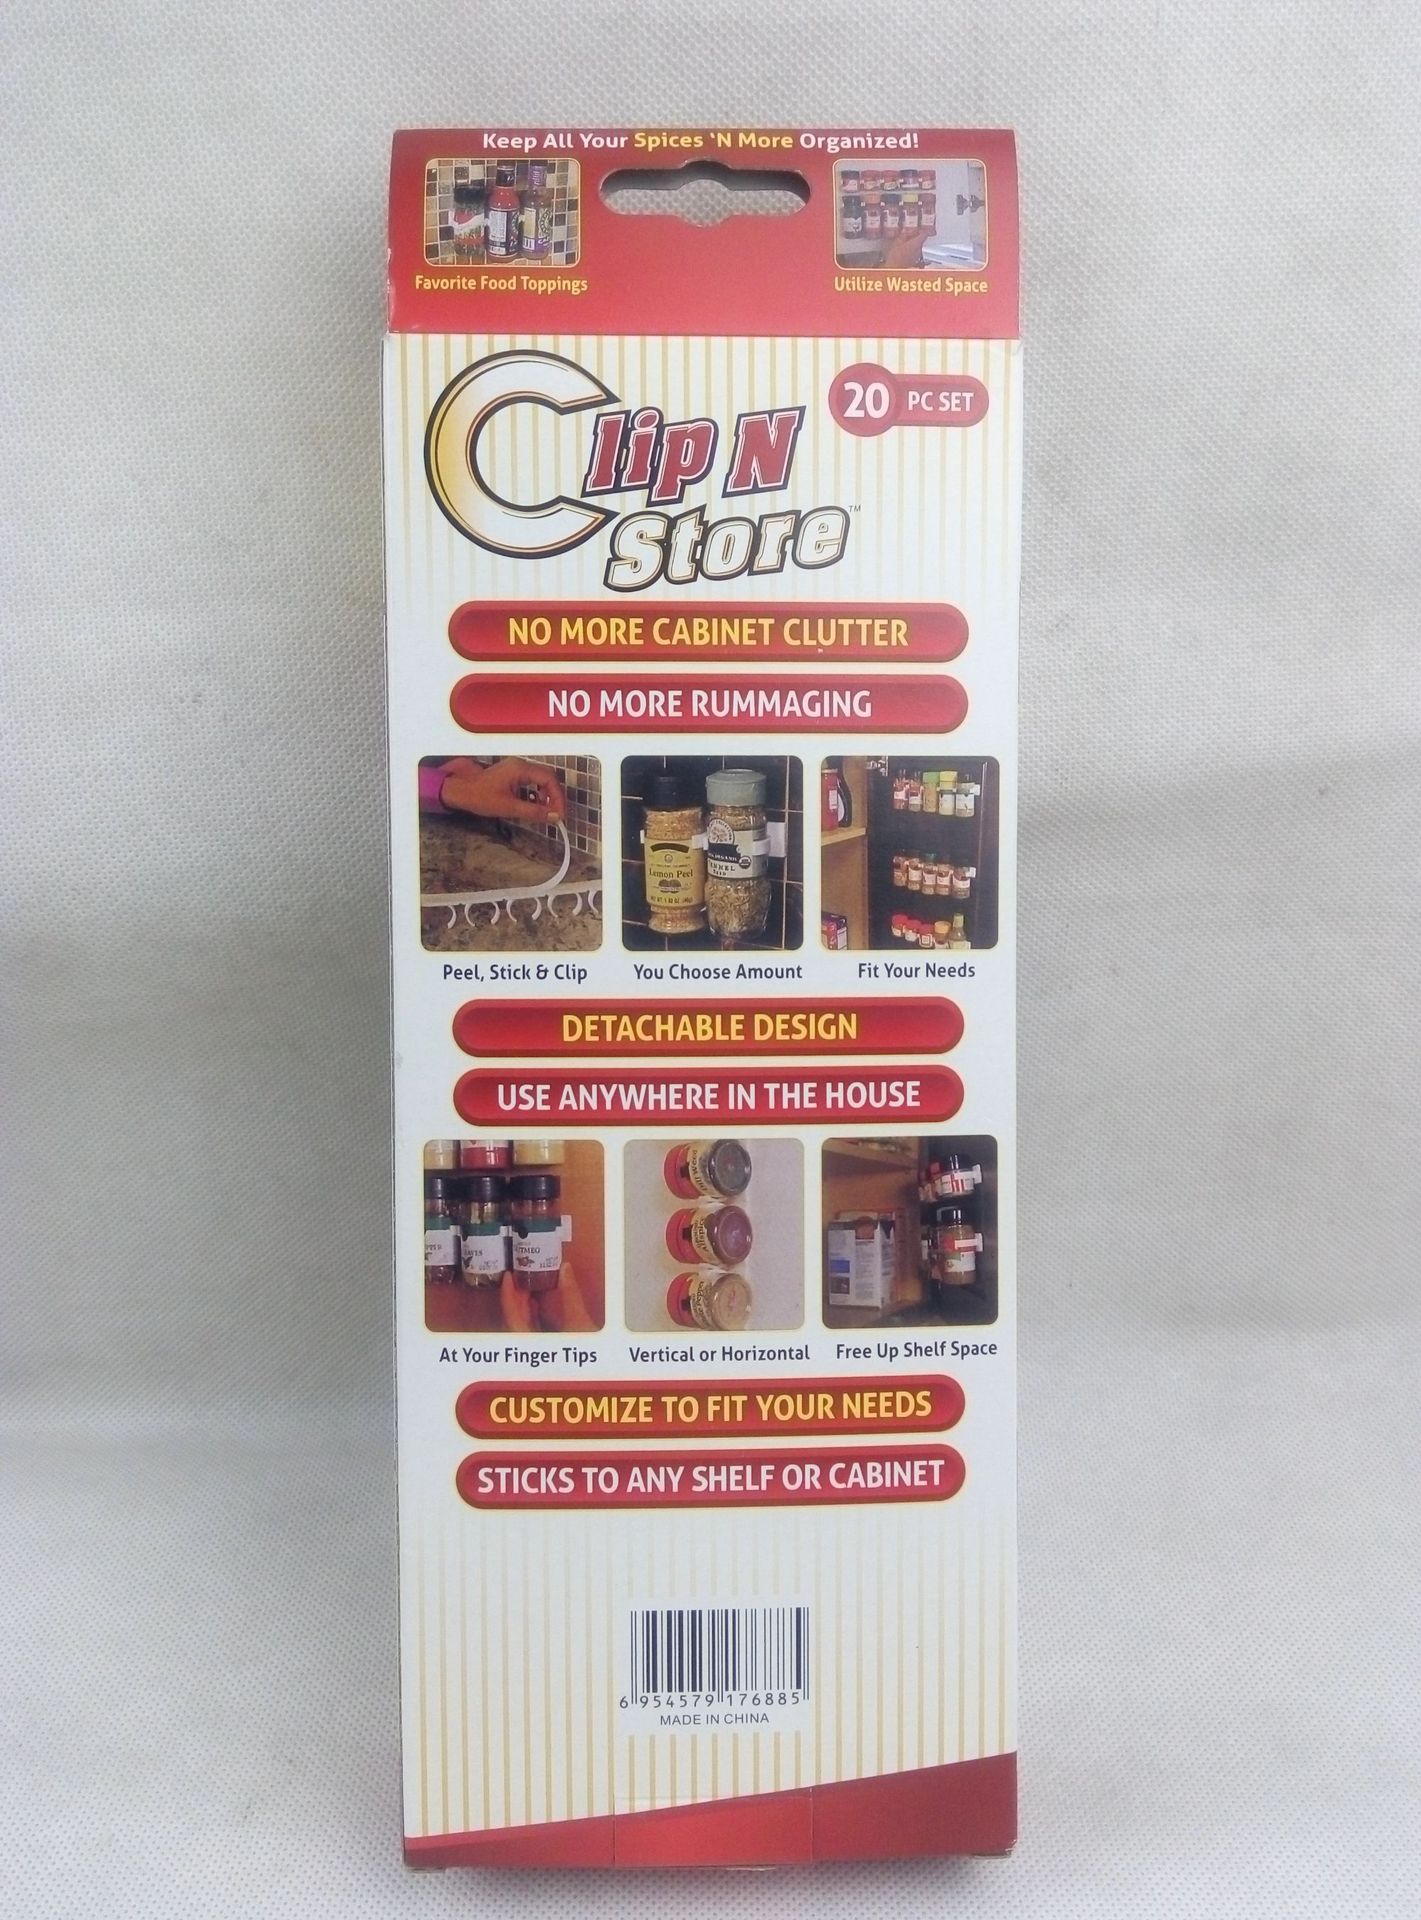 Keep All Your Spices 'N More Organized!
Favorite Food Toppings
Utilize Wasted Space
20 PC SET
Clip N
Store™
NO MORE CABINET CLUTTER
NO MORE RUMMAGING
Lemon Peel
Peel, Stick & Clip
You Choose Amount
Fit Your Needs
DETACHABLE DESIGN
USE ANYWHERE IN THE HOUSE
At Your Finger Tips
Vertical or Horizontal
Free Up Shelf Space
CUSTOMIZE TO FIT YOUR NEEDS
STICKS TO ANY SHELF OR CABINET
6 954579 176885
MADE IN CHINA